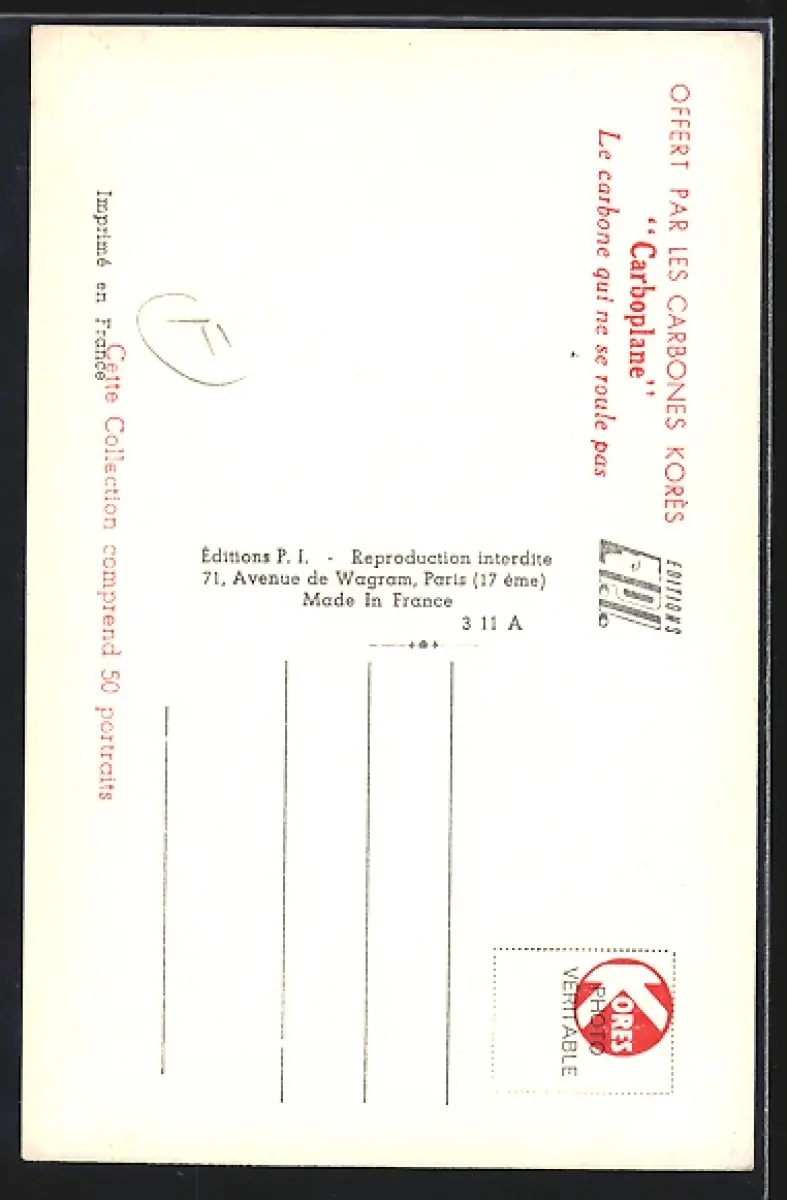 OFFERT PAR LES CARBONES KORÈS
"Carboplane"
Le carbone qui ne se roule pas
EDITIONS
Éditions P. I. - Reproduction interdite
71, Avenue de Wagram, Paris (17 ème)
Made In France
3 11 A
KORES
PHOTO
VERITABLE
F
Imprimé en France
Cette Collection comprend 50 portraits